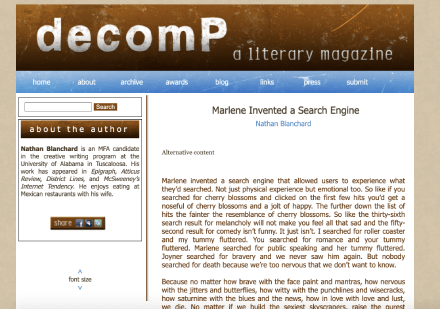 decomP
a literary magazine
home about archive awards blog links press submit
Search
about the author
Nathan Blanchard is an MFA candidate
in the creative writing program at the
University of Alabama in Tuscaloosa. His
work has appeared in Epigraph, Atticus
Review, District Lines, and McSweeney's
Internet Tendency. He enjoys eating at
Mexican restaurants with his wife.
share
font size
Marlene Invented a Search Engine
Nathan Blanchard
Alternative content
Marlene invented a search engine that allowed users to experience what
they'd searched. Not just physical experience but emotional too. So like if you
searched for cherry blossoms and clicked on the first few hits you'd get a
noseful of cherry blossoms and a jolt of happy. The further down the list of
hits the fainter the resemblance of cherry blossoms. So like the thirty-sixth
search result for melancholy will not make you feel all that sad and the fifty-
second result for comedy isn't funny. It just isn't. I searched for roller coaster
and my tummy fluttered. You searched for romance and your tummy
fluttered. Marlene searched for public speaking and her tummy fluttered.
Joyner searched for bravery and we never saw him again. But nobody
searched for death because we're too nervous that we don't want to know.
Because no matter how brave with the face paint and mantras, how nervous
with the jitters and butterflies, how witty with the punchlines and wisecracks,
how saturnine with the blues and the news, how in love with love and lust,
we die. No matter if we build the sexiest skyscrapers, raise the purest